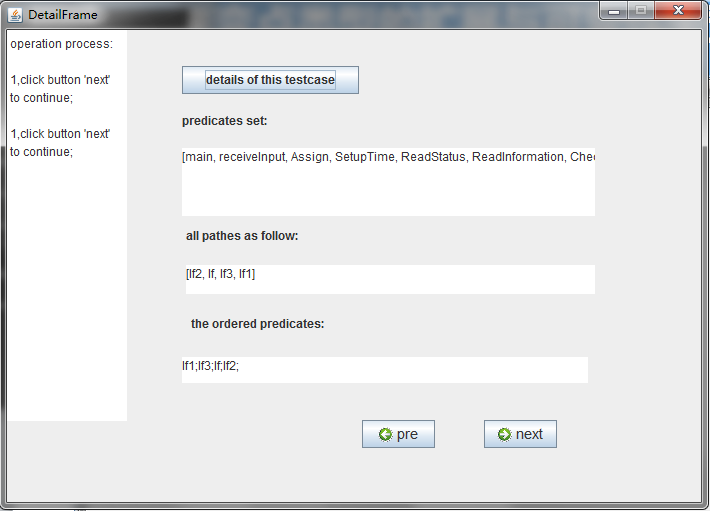 DetailFrame
operation process:
1,click button 'next'
to continue;
1,click button 'next'
to continue;
details of this testcase
predicates set:
[main, receiveInput, Assign, SetupTime, ReadStatus, ReadInformation, Chec
all pathes as follow:
[If2, If, If3, If1]
the ordered predicates:
If1;If3;If;If2;
pre
next